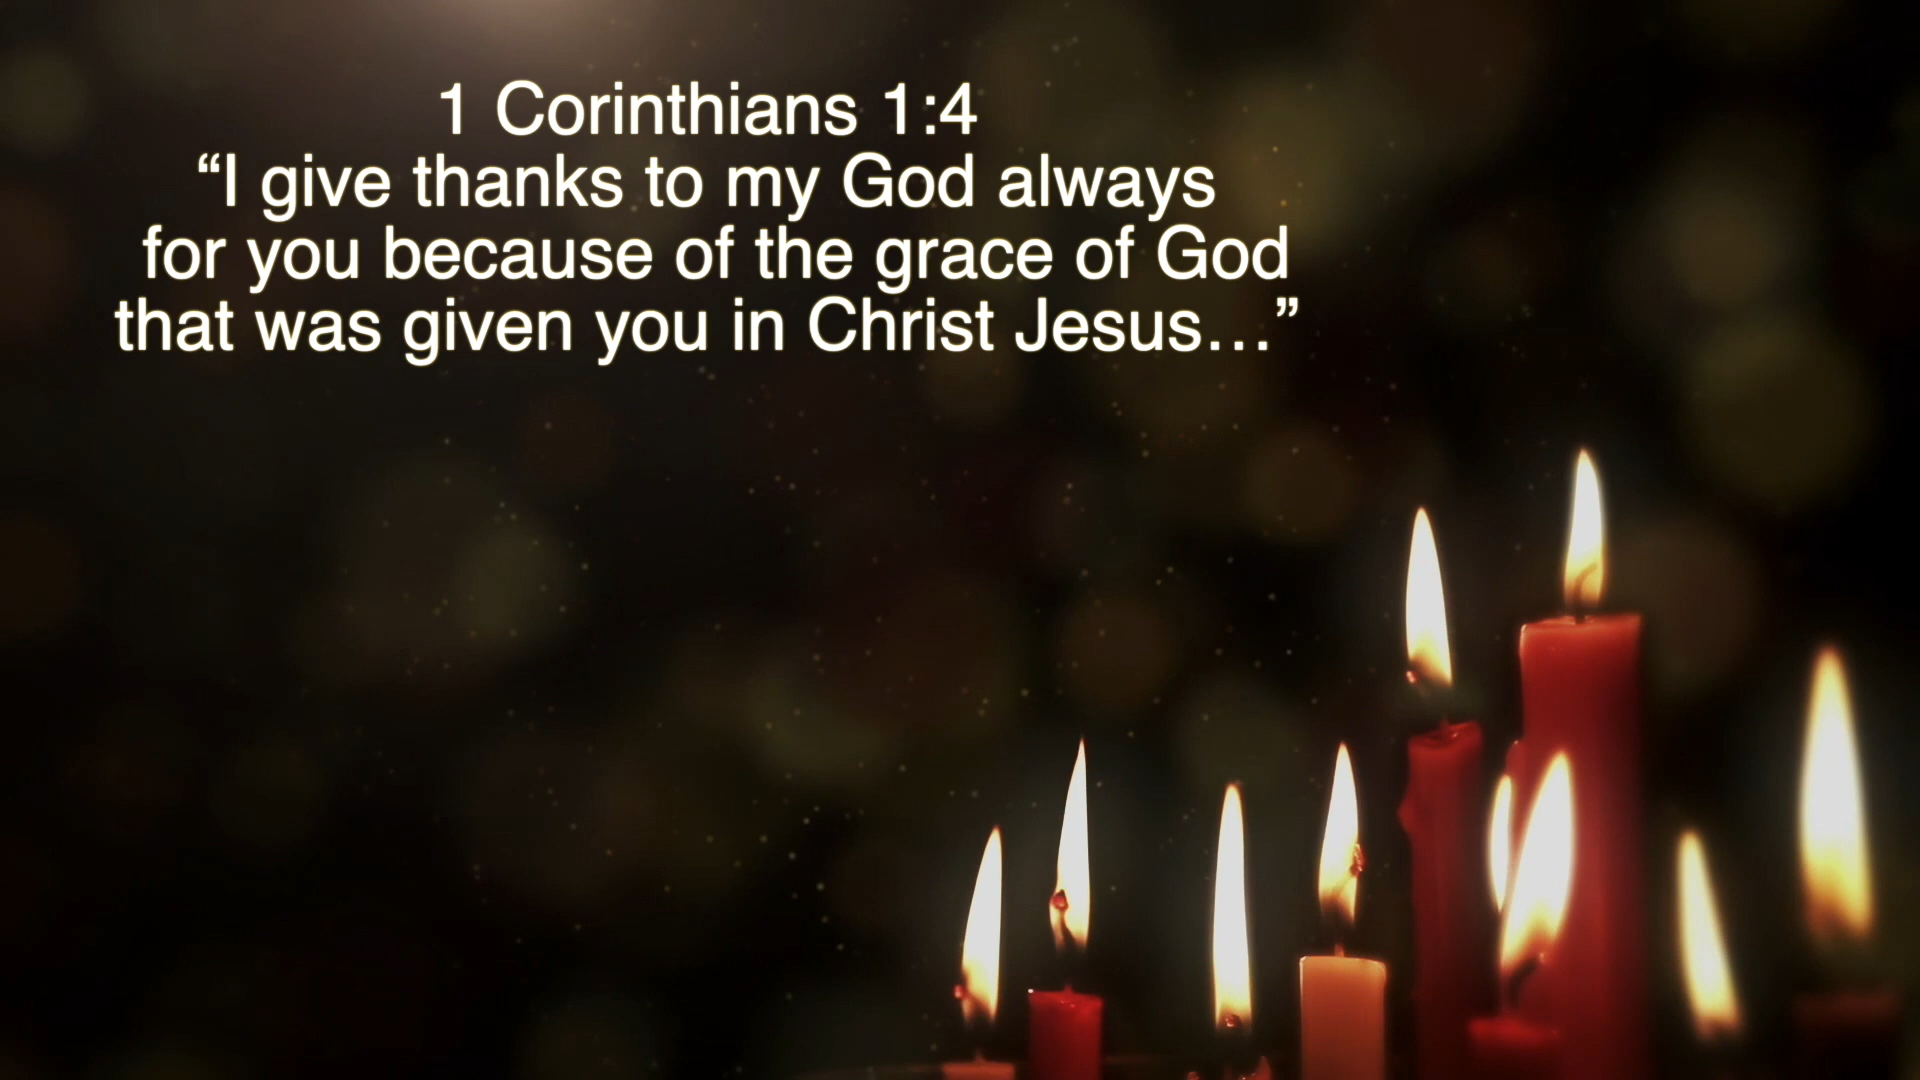 1 Corinthians 1:4
“I give thanks to my God always
for you because of the grace of God
that was given you in Christ Jesus…”